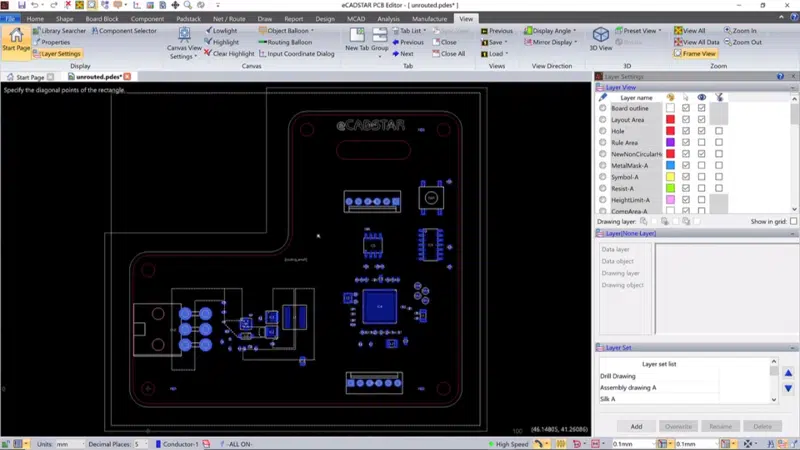 eCADSTAR PCB Editor - [ unrouted.pdes* ]
File Home Board Basic Component Padstack Net / Route Draw Report Design MCAD Analysis Manufacture View
Start Page
Library Searcher Component Selector
Properties
Layer Settings
Display
Canvas View Settings
Lowlight
Highlight
Clear Highlight
Object Balloon
Routing Balloon
Input Coordinate Dialog
Canvas
New Tab Group
Tab List
Previous
Next
Close
Close
Close All
Tab
Previous
Save
Next
Views
Display Angle
Mirror Display
View Direction
3D View
Preset View
3D
View All
View All Data
Frame View
Zoom In
Zoom Out
Zoom
Start Page unrouted.pdes*
Specify the diagonal points of the rectangle.
eCADSTAR
100
(46.14805, 41.26086)
Layer Settings
Layer View
Layer name
Board outline
Layout Area
Hole
Rule Area
NewNonCircularH
MetalMask-A
Symbol-A
Resist-A
HeightLimit-A
CompArea-A
Drawing layer: Show in grid:
Layer[None Layer]
Data layer
Data object
Drawing layer
Drawing object
Layer Set
Layer set list
Drill Drawing
Assembly drawing A
Silk A
Add Overwrite Rename Delete
Units: mm Decimal Places: 5 Conductor-1 -ALL ON- High Speed 0.1mm 0.1mm